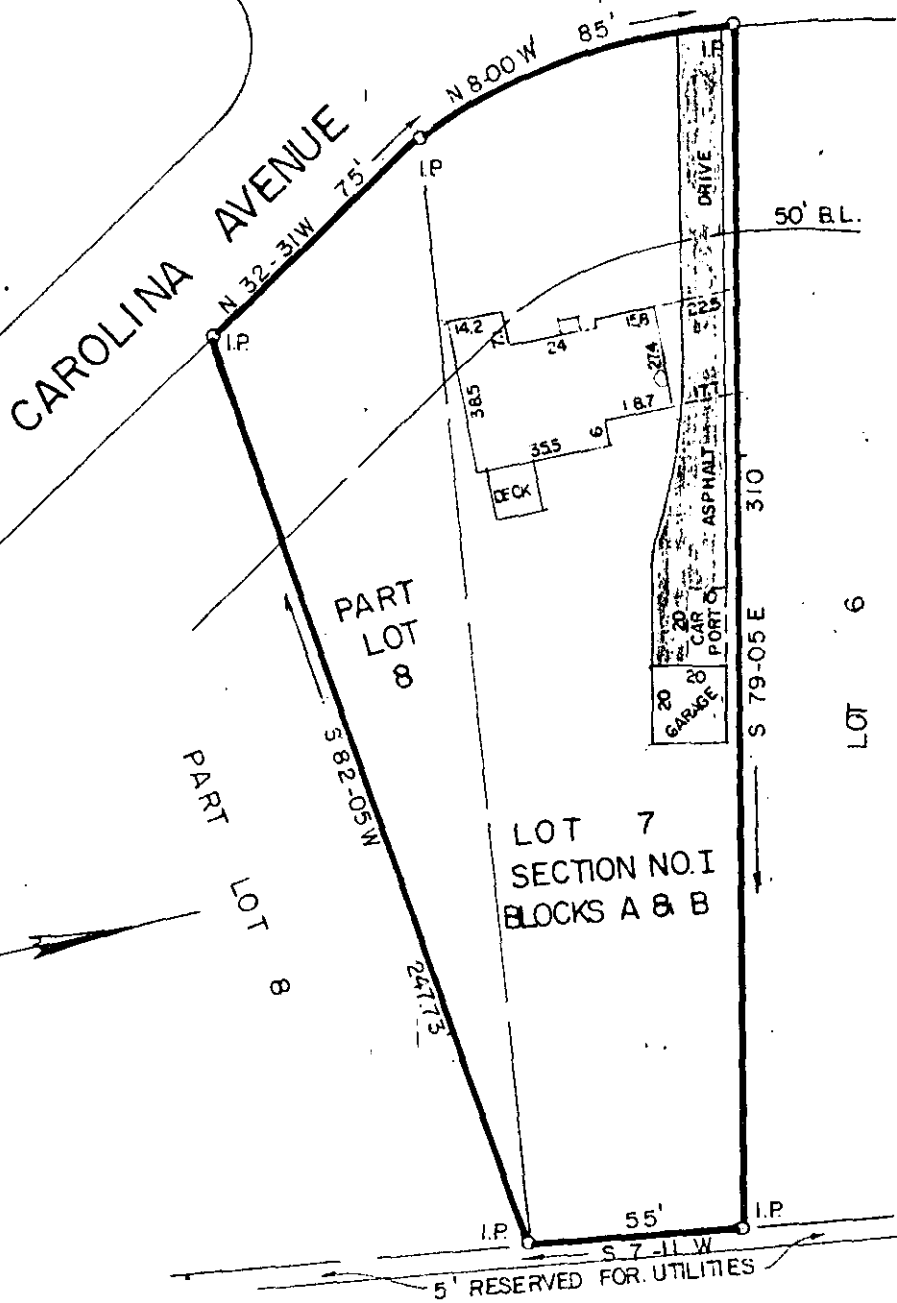 CAROLINA AVENUE
N 32-31W 75'
N 8-00 W 85'
I.P.
I.P.
I.P.
DRIVE
50' B.L.
14.2
7.7
24
15.8
22.5
27.4
17
38.5
18.7
6
35.5
DECK
ASPHALT
310
S 79-05 E
CAR
PORT
20
20
20
GARAGE
6
LOT
PART
LOT
8
S 82-05 W
247.73
PART LOT 8
LOT 7
SECTION NO. I
BLOCKS A & B
I.P.
55'
I.P.
S 7-11 W
5' RESERVED FOR UTILITIES